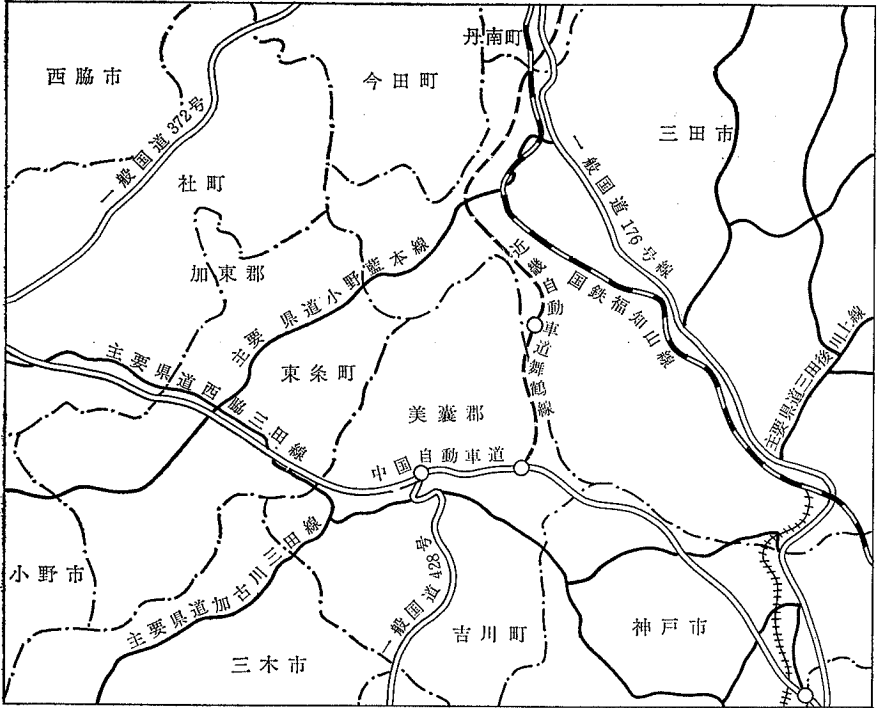 丹南町
西脇市
今田町
三田市
一般国道372号
一般国道176号線
社町
近畿自動車道舞鶴線
国鉄福知山線
加東郡
主要県道小野藍本線
主要県道西脇三田線
東条町
主要県道三田後川上線
美嚢郡
中国自動車道
小野市
主要県道加古川三田線
一般国道428号
吉川町
神戸市
三木市